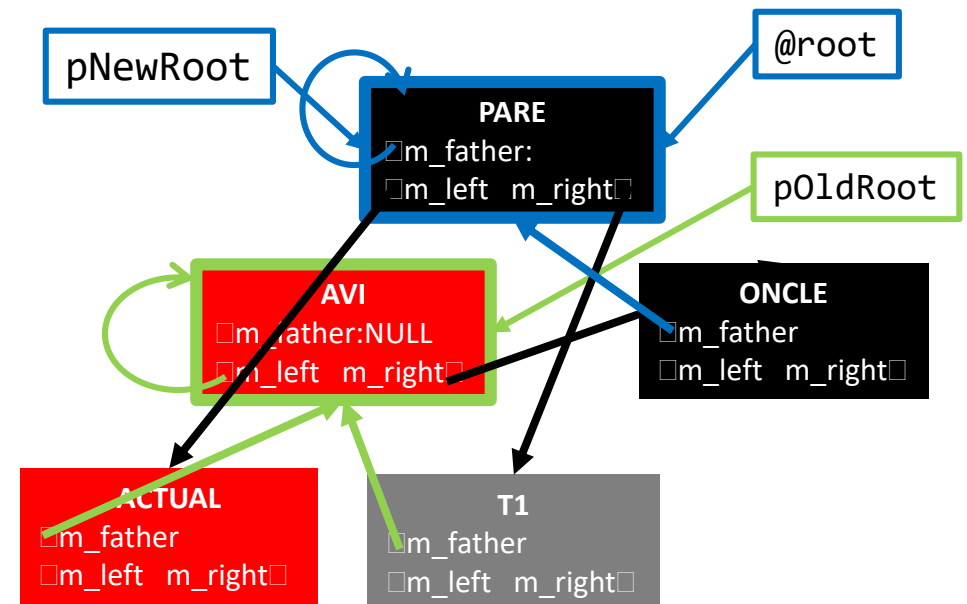 @root
pNewRoot
PARE
m_father:
m_left m_right
pOldRoot
AVI
m_father:NULL
m_left m_right
ONCLE
m_father
m_left m_right
ACTUAL
m_father
m_left m_right
T1
m_father
m_left m_right